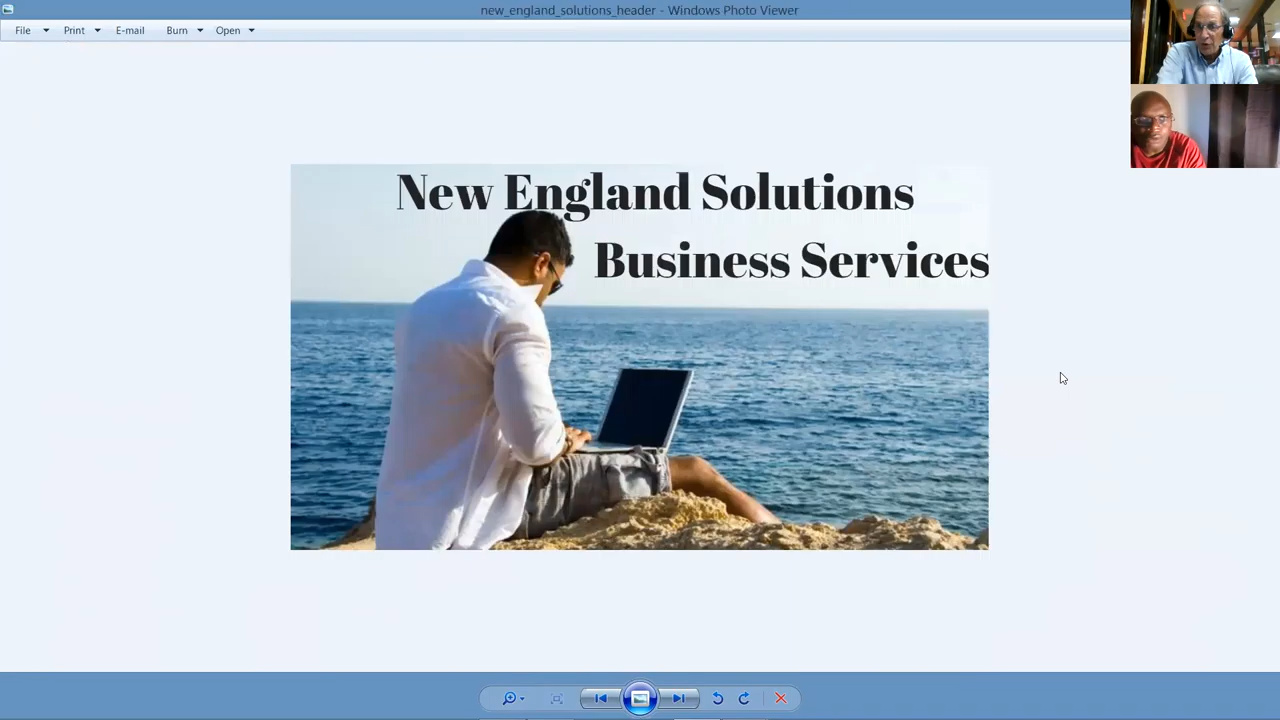 new_england_solutions_header - Windows Photo Viewer
File Print E-mail Burn Open
New England Solutions
Business Services